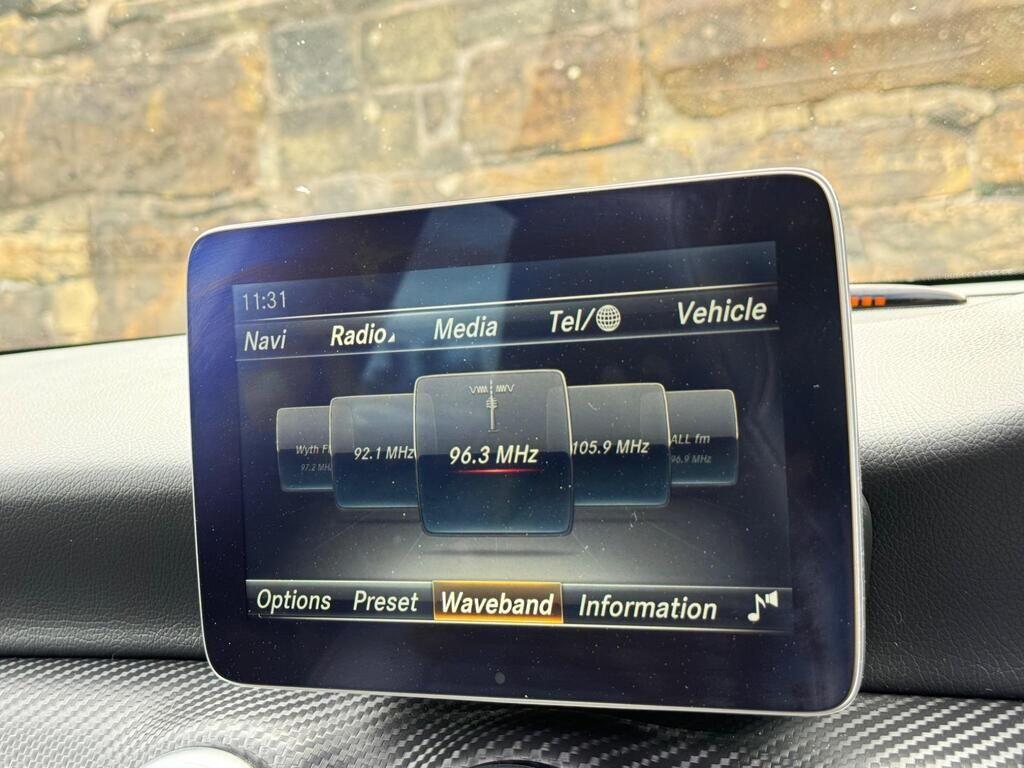 11:31
Navi Radio Media Tel/ Vehicle
Wyth F 92.1 MHz 96.3 MHz 105.9 MHz ALL fm
97.2 MHz 96.9 MHz
Options Preset Waveband Information